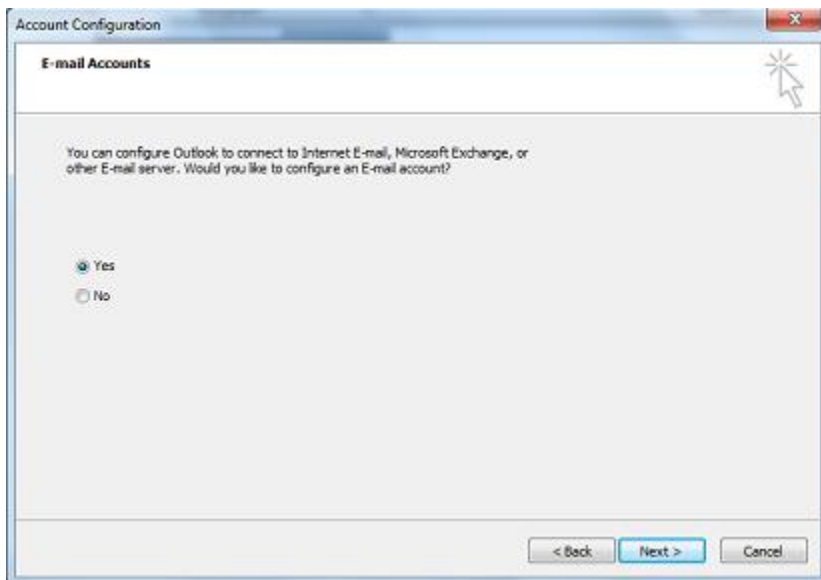 Account Configuration
E-mail Accounts
You can configure Outlook to connect to Internet E-mail, Microsoft Exchange, or
other E-mail server. Would you like to configure an E-mail account?
Yes
No
< Back Next > Cancel